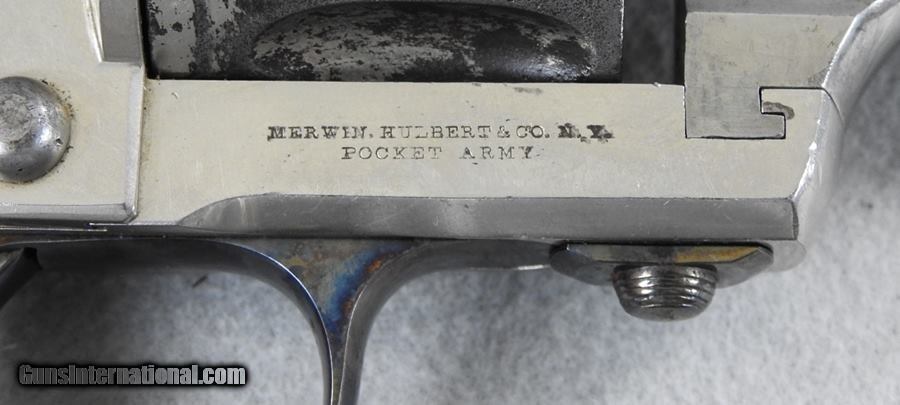 MERWIN. HULBERT & CO. N.Y.
POCKET ARMY.
GunsInternational.com